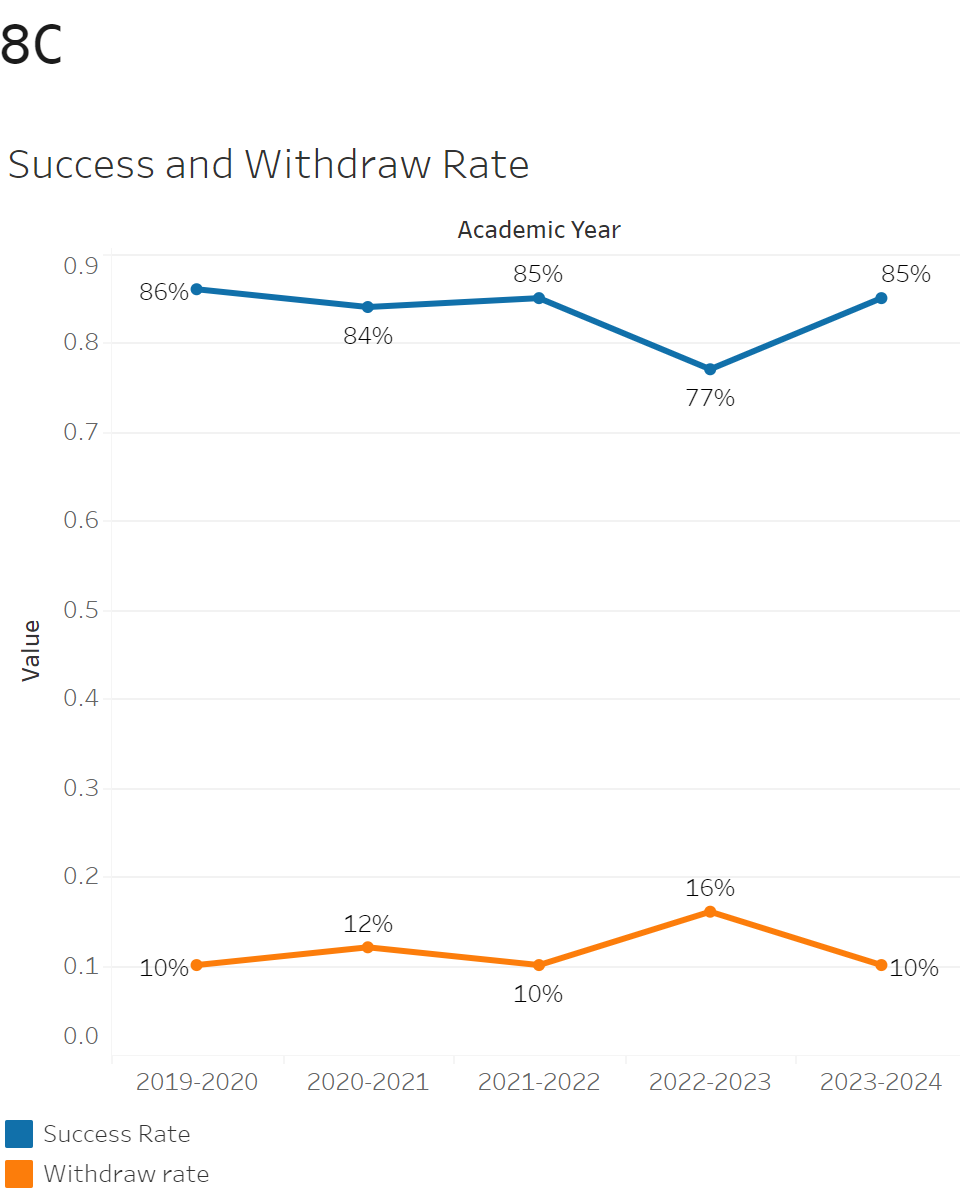 8C
Success and Withdraw Rate
Academic Year
0.9
0.8
0.7
0.6
0.5
0.4
0.3
0.2
0.1
0.0
Value
86%
84%
85%
77%
85%
10%
12%
10%
16%
10%
2019-2020 2020-2021 2021-2022 2022-2023 2023-2024
Success Rate
Withdraw rate